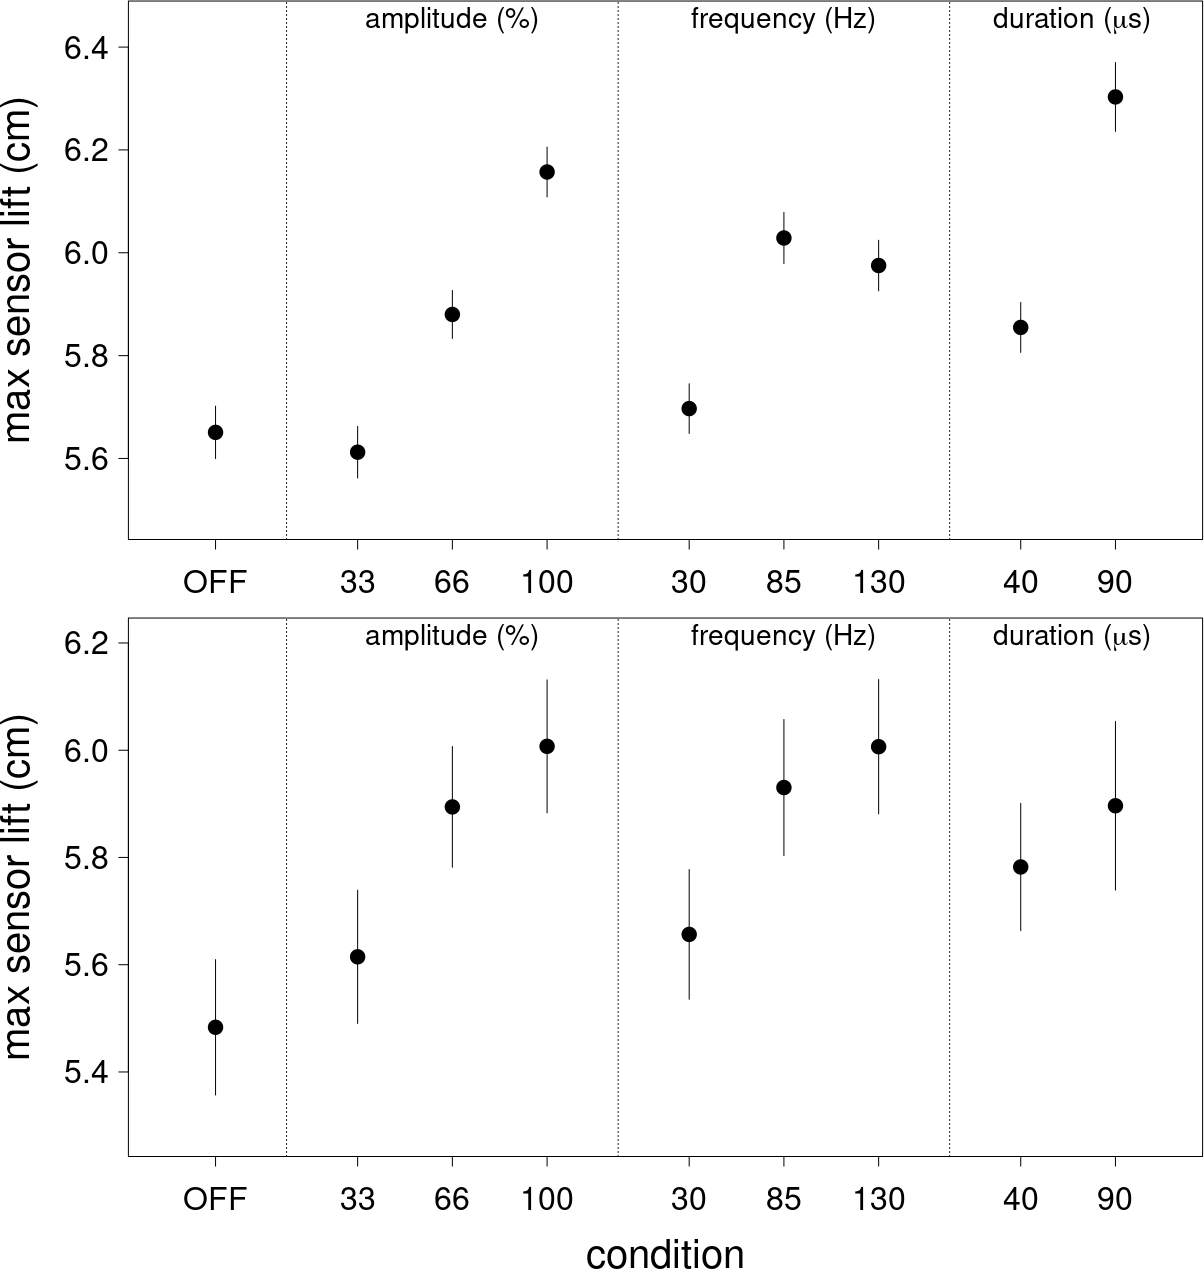 amplitude (%) frequency (Hz) duration (μs)
max sensor lift (cm)
6.4
6.2
6.0
5.8
5.6
OFF 33 66 100 30 85 130 40 90
amplitude (%) frequency (Hz) duration (μs)
max sensor lift (cm)
6.2
6.0
5.8
5.6
5.4
OFF 33 66 100 30 85 130 40 90
condition